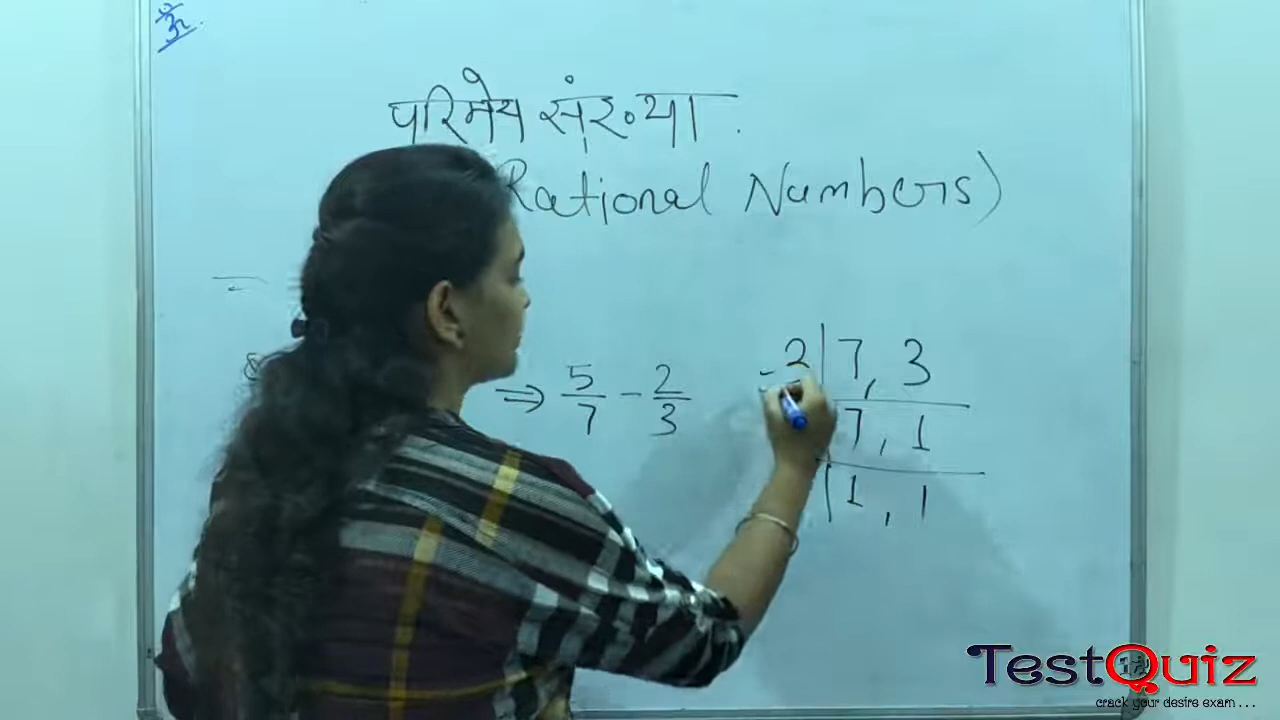 ॐ
परिमेय संख्या.
Rational Numbers)
⇒ 5/7 - 2/3
3 | 7, 3
7, 1
1, 1
TestQuiz
crack your desire exam...